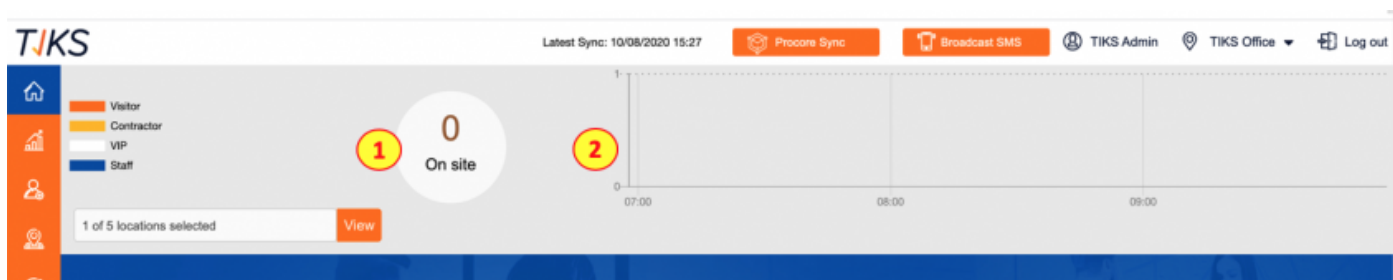 TIKS
Latest Sync: 10/08/2020 15:27
Procore Sync
Broadcast SMS
TIKS Admin
TIKS Office
Log out
Visitor
Contractor
VIP
Staff
1
0
On site
2
1
0
07:00
08:00
09:00
1 of 5 locations selected
View